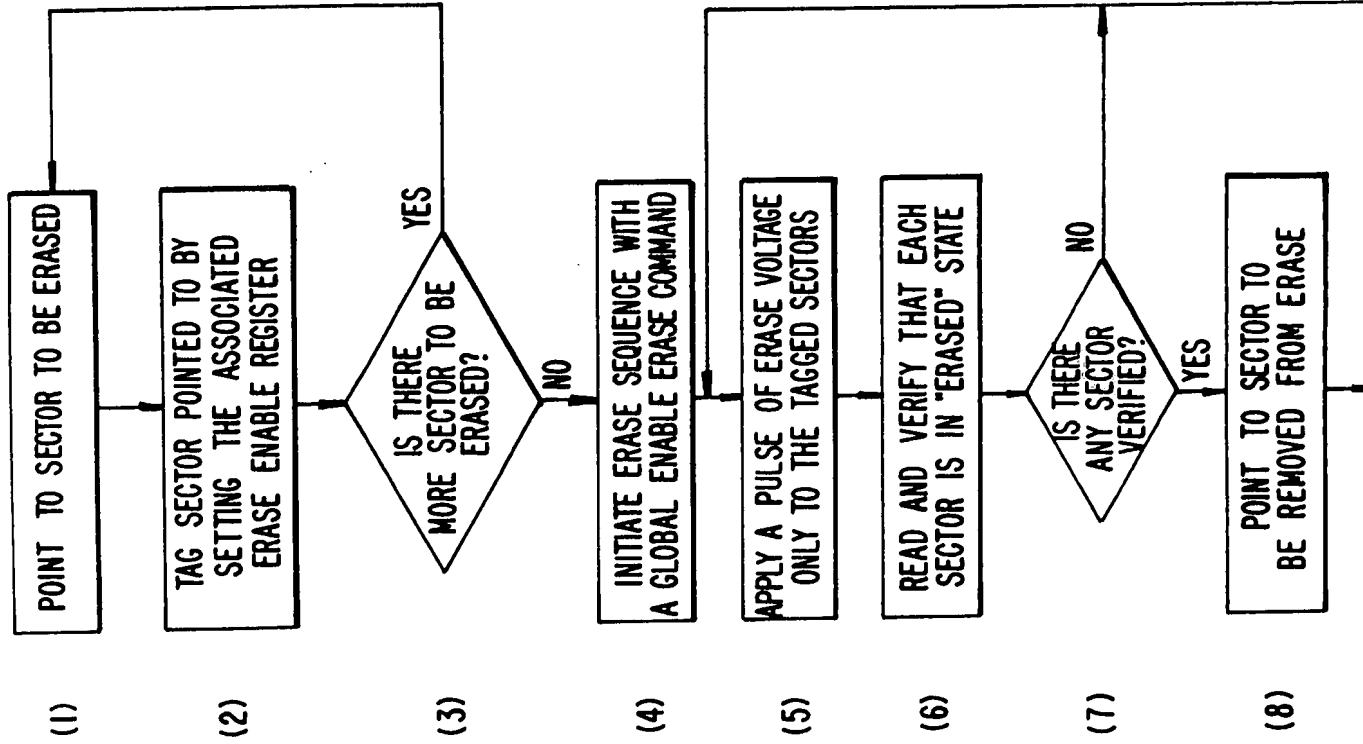 (1)
POINT TO SECTOR TO BE ERASED
(2)
TAG SECTOR POINTED TO BY
SETTING THE ASSOCIATED
ERASE ENABLE REGISTER
(3)
IS THERE
MORE SECTOR TO BE
ERASED?
YES
NO
(4)
INITIATE ERASE SEQUENCE WITH
A GLOBAL ENABLE ERASE COMMAND
(5)
APPLY A PULSE OF ERASE VOLTAGE
ONLY TO THE TAGGED SECTORS
(6)
READ AND VERIFY THAT EACH
SECTOR IS IN "ERASED" STATE
(7)
IS THERE
ANY SECTOR
VERIFIED?
NO
YES
(8)
POINT TO SECTOR TO
BE REMOVED FROM ERASE